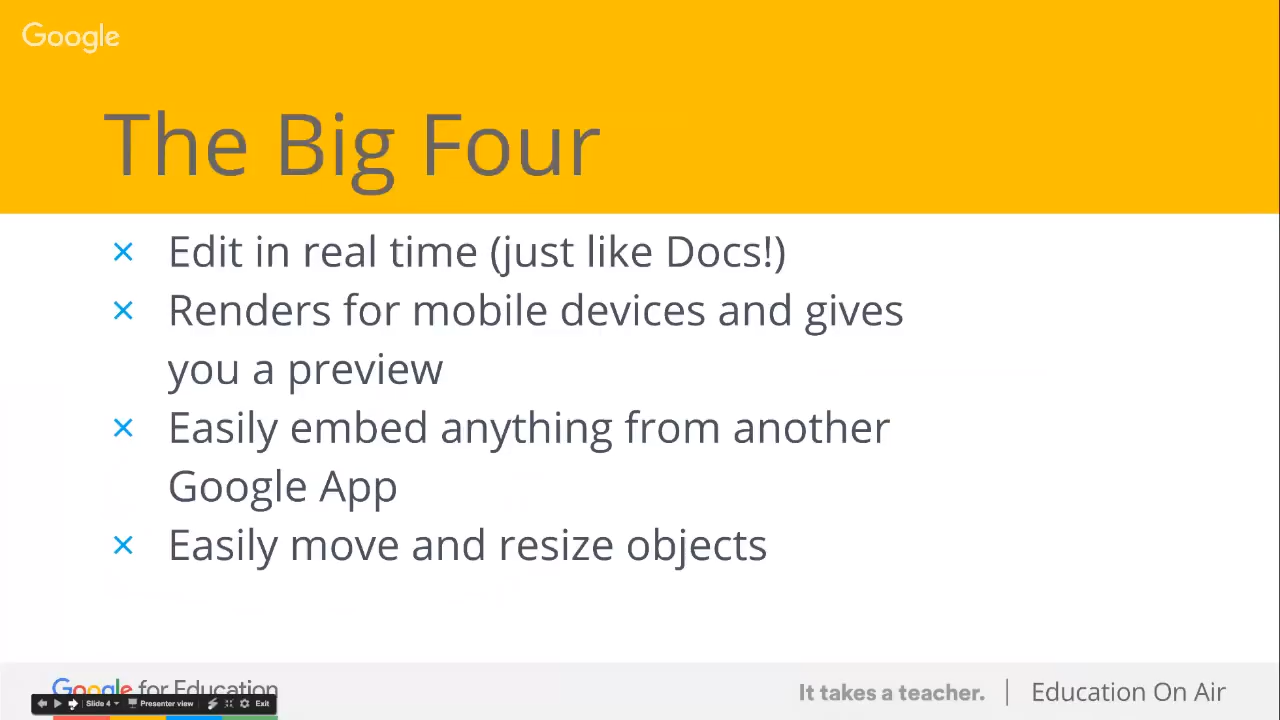 Google
The Big Four
× Edit in real time (just like Docs!)
× Renders for mobile devices and gives
you a preview
× Easily embed anything from another
Google App
× Easily move and resize objects
Google for Education
It takes a teacher. | Education On Air
Slide 4 Presenter view Exit